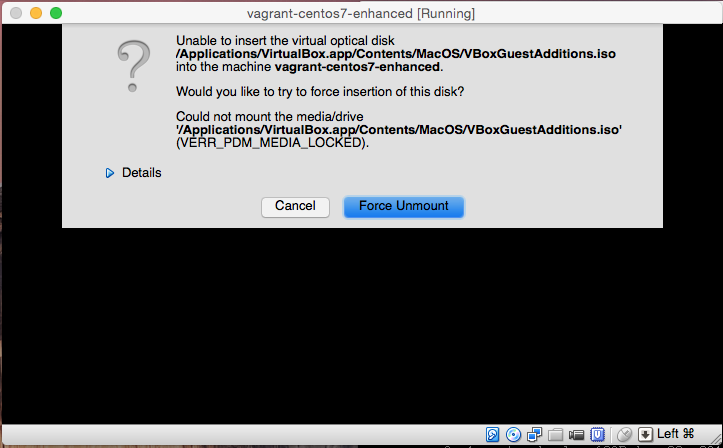 vagrant-centos7-enhanced [Running]
Unable to insert the virtual optical disk
/Applications/VirtualBox.app/Contents/MacOS/VBoxGuestAdditions.iso
into the machine vagrant-centos7-enhanced.
Would you like to try to force insertion of this disk?
Could not mount the media/drive
'/Applications/VirtualBox.app/Contents/MacOS/VBoxGuestAdditions.iso'
(VERR_PDM_MEDIA_LOCKED).
Details
Cancel
Force Unmount
Left ⌘